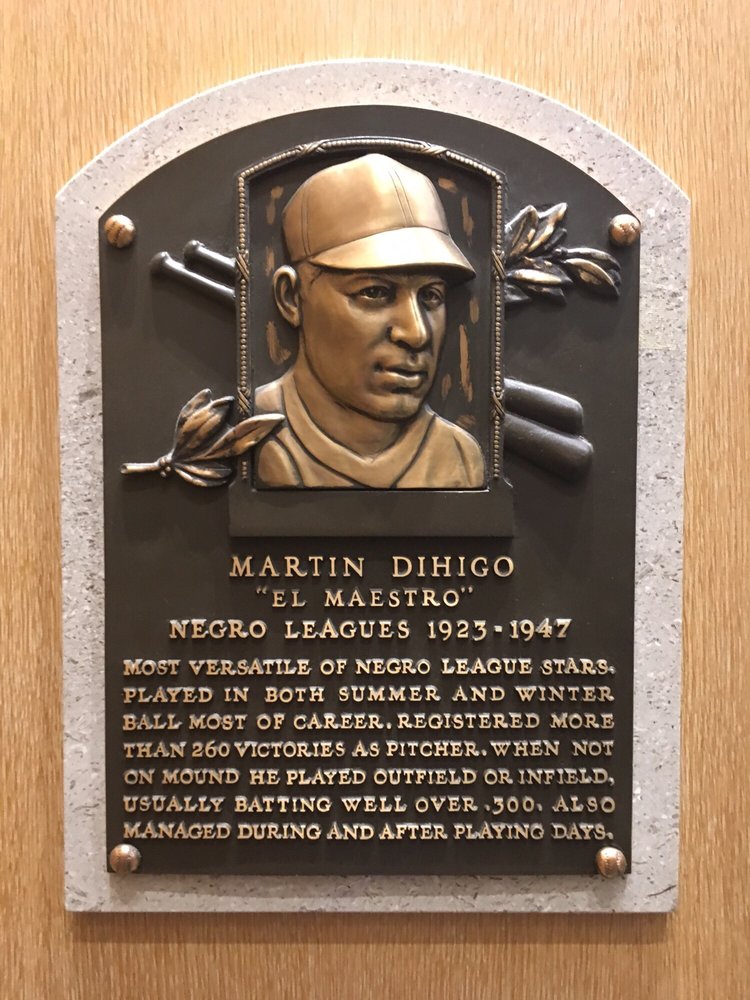 MARTIN DIHIGO
"EL MAESTRO"
NEGRO LEAGUES 1923-1947
MOST VERSATILE OF NEGRO LEAGUE STARS.
PLAYED IN BOTH SUMMER AND WINTER
BALL MOST OF CAREER. REGISTERED MORE
THAN 260 VICTORIES AS PITCHER. WHEN NOT
ON MOUND HE PLAYED OUTFIELD OR INFIELD,
USUALLY BATTING WELL OVER .300. ALSO
MANAGED DURING AND AFTER PLAYING DAYS.